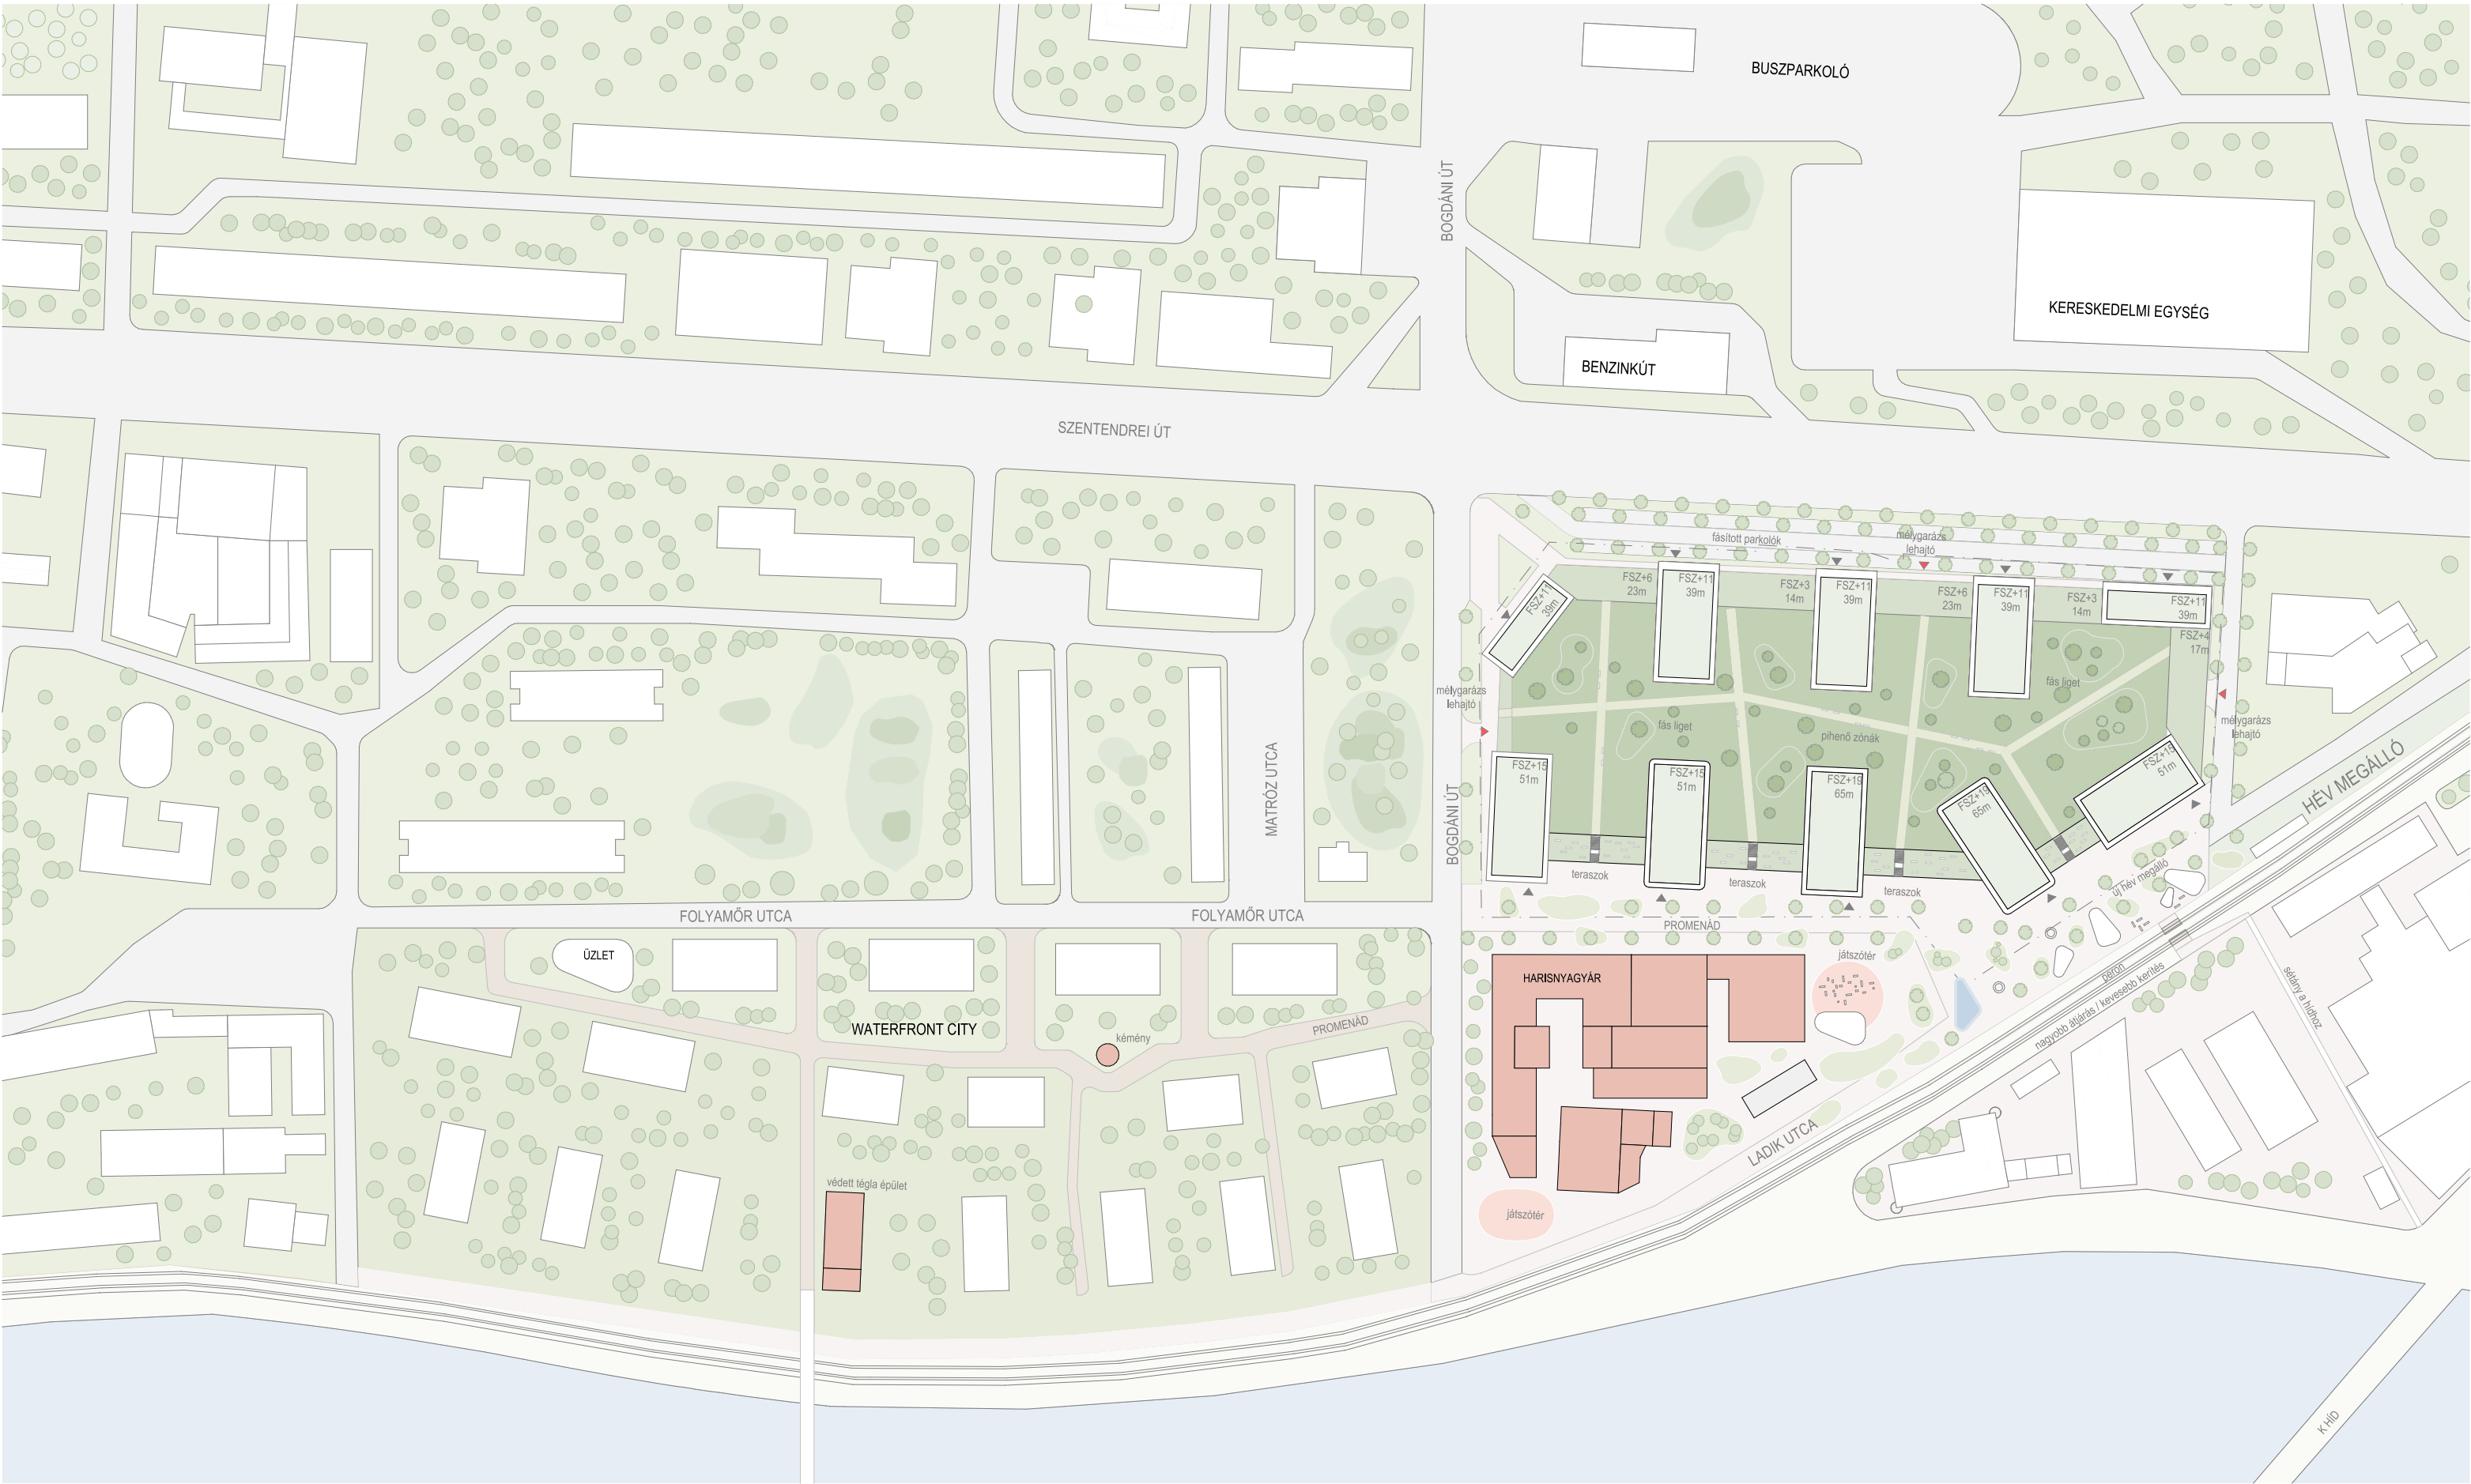 BUSZPARKOLÓ
BOGDÁNI ÚT
KERESKEDELMI EGYSÉG
BENZINKÚT
SZENTENDREI ÚT
fásított parkolók
mélygarázs
lehajtó
FSZ+11
39m
FSZ+6
23m
FSZ+11
39m
FSZ+3
14m
FSZ+11
39m
FSZ+6
23m
FSZ+11
39m
FSZ+3
14m
FSZ+11
39m
FSZ+4
17m
mélygarázs
lehajtó
fás liget
fás liget
pihenő zónák
mélygarázs
lehajtó
MATRÓZ UTCA
BOGDÁNI ÚT
FSZ+15
51m
FSZ+15
51m
FSZ+19
65m
FSZ+19
65m
FSZ+15
51m
HÉV MEGÁLLÓ
teraszok
teraszok
teraszok
új hév megálló
FOLYAMŐR UTCA
FOLYAMŐR UTCA
PROMENÁD
ÜZLET
HARISNYAGYÁR
játszótér
peron
nagyobb átjárás / kevesebb kerítés
sétány a hídhoz
WATERFRONT CITY
kémény
PROMENÁD
LADIK UTCA
védett tégla épület
játszótér
K HÍD